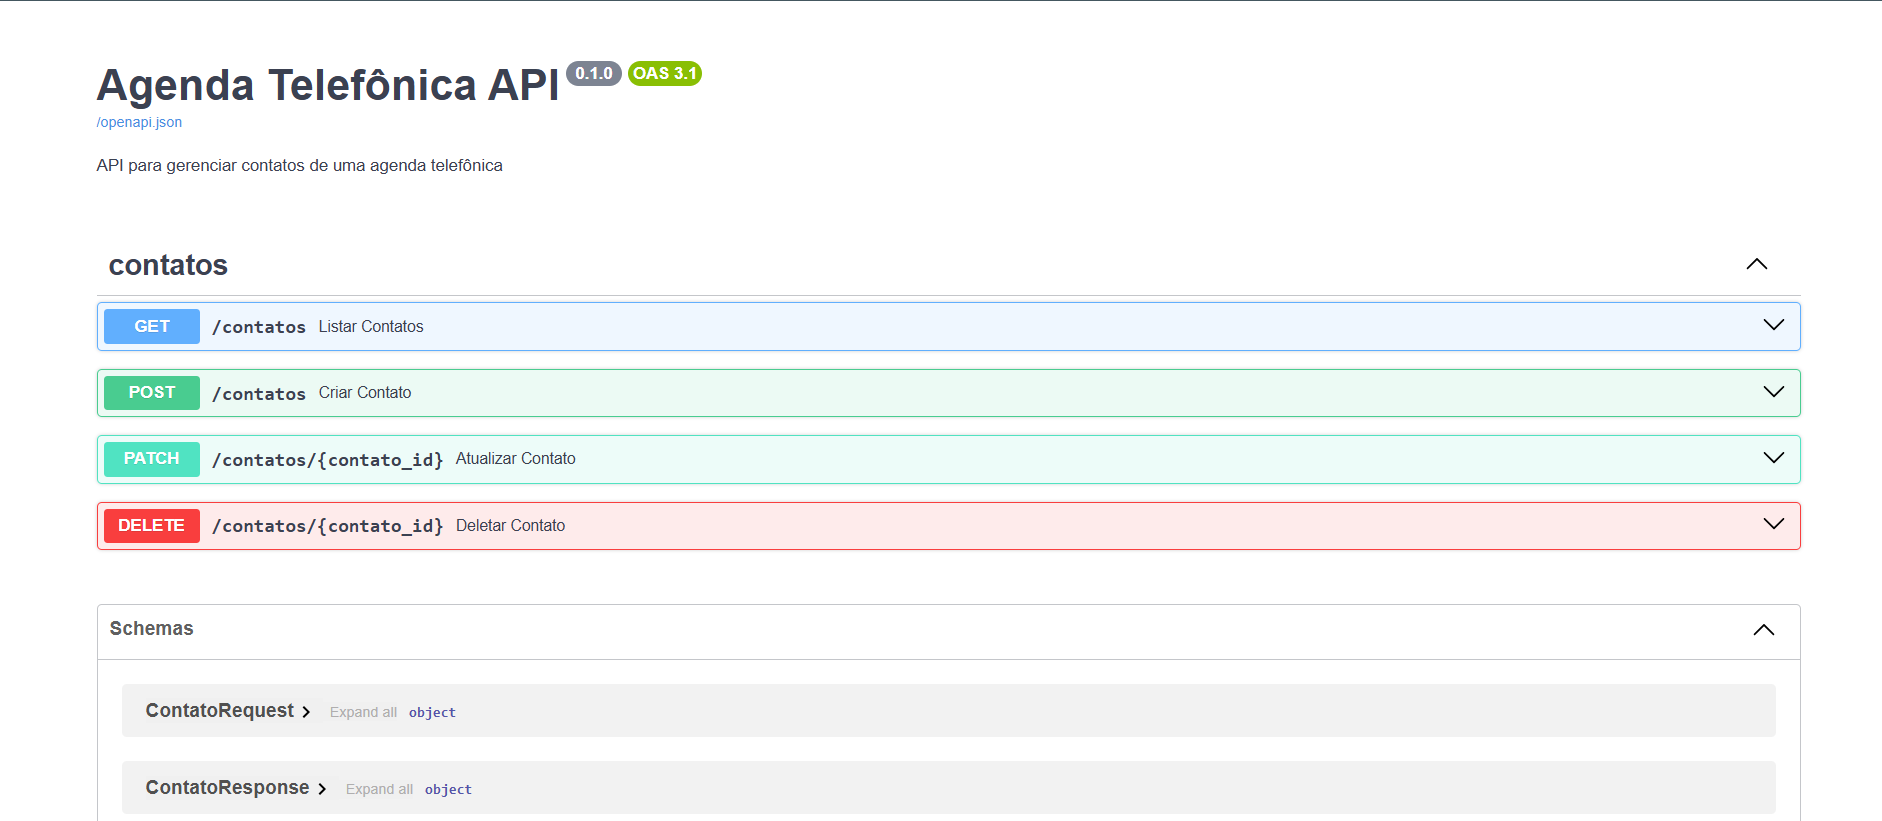 Agenda Telefônica API 0.1.0 OAS 3.1
/openapi.json
API para gerenciar contatos de uma agenda telefônica
contatos
GET /contatos Listar Contatos
POST /contatos Criar Contato
PATCH /contatos/{contato_id} Atualizar Contato
DELETE /contatos/{contato_id} Deletar Contato
Schemas
ContatoRequest Expand all object
ContatoResponse Expand all object